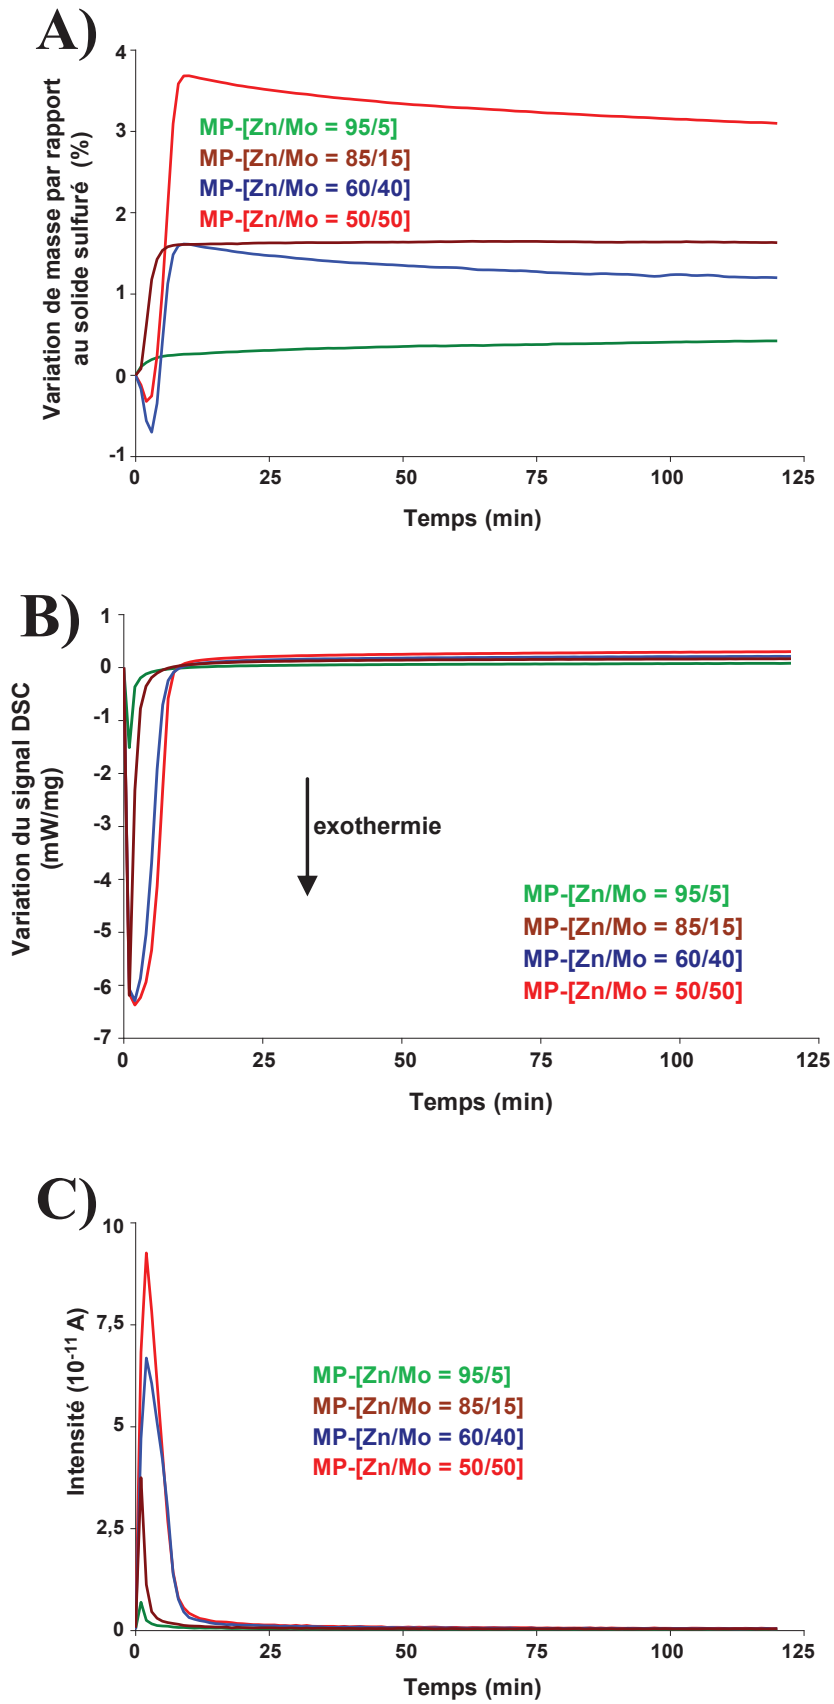 A)
Variation de masse par rapport
au solide sulfuré (%)
4
3
2
1
0
-1
MP-[Zn/Mo = 95/5]
MP-[Zn/Mo = 85/15]
MP-[Zn/Mo = 60/40]
MP-[Zn/Mo = 50/50]
0 25 50 75 100 125
Temps (min)
B)
Variation du signal DSC
(mW/mg)
1
0
-1
-2
-3
-4
-5
-6
-7
exothermie
MP-[Zn/Mo = 95/5]
MP-[Zn/Mo = 85/15]
MP-[Zn/Mo = 60/40]
MP-[Zn/Mo = 50/50]
0 25 50 75 100 125
Temps (min)
C)
Intensité (10⁻¹¹ A)
10
7,5
5
2,5
0
MP-[Zn/Mo = 95/5]
MP-[Zn/Mo = 85/15]
MP-[Zn/Mo = 60/40]
MP-[Zn/Mo = 50/50]
0 25 50 75 100 125
Temps (min)